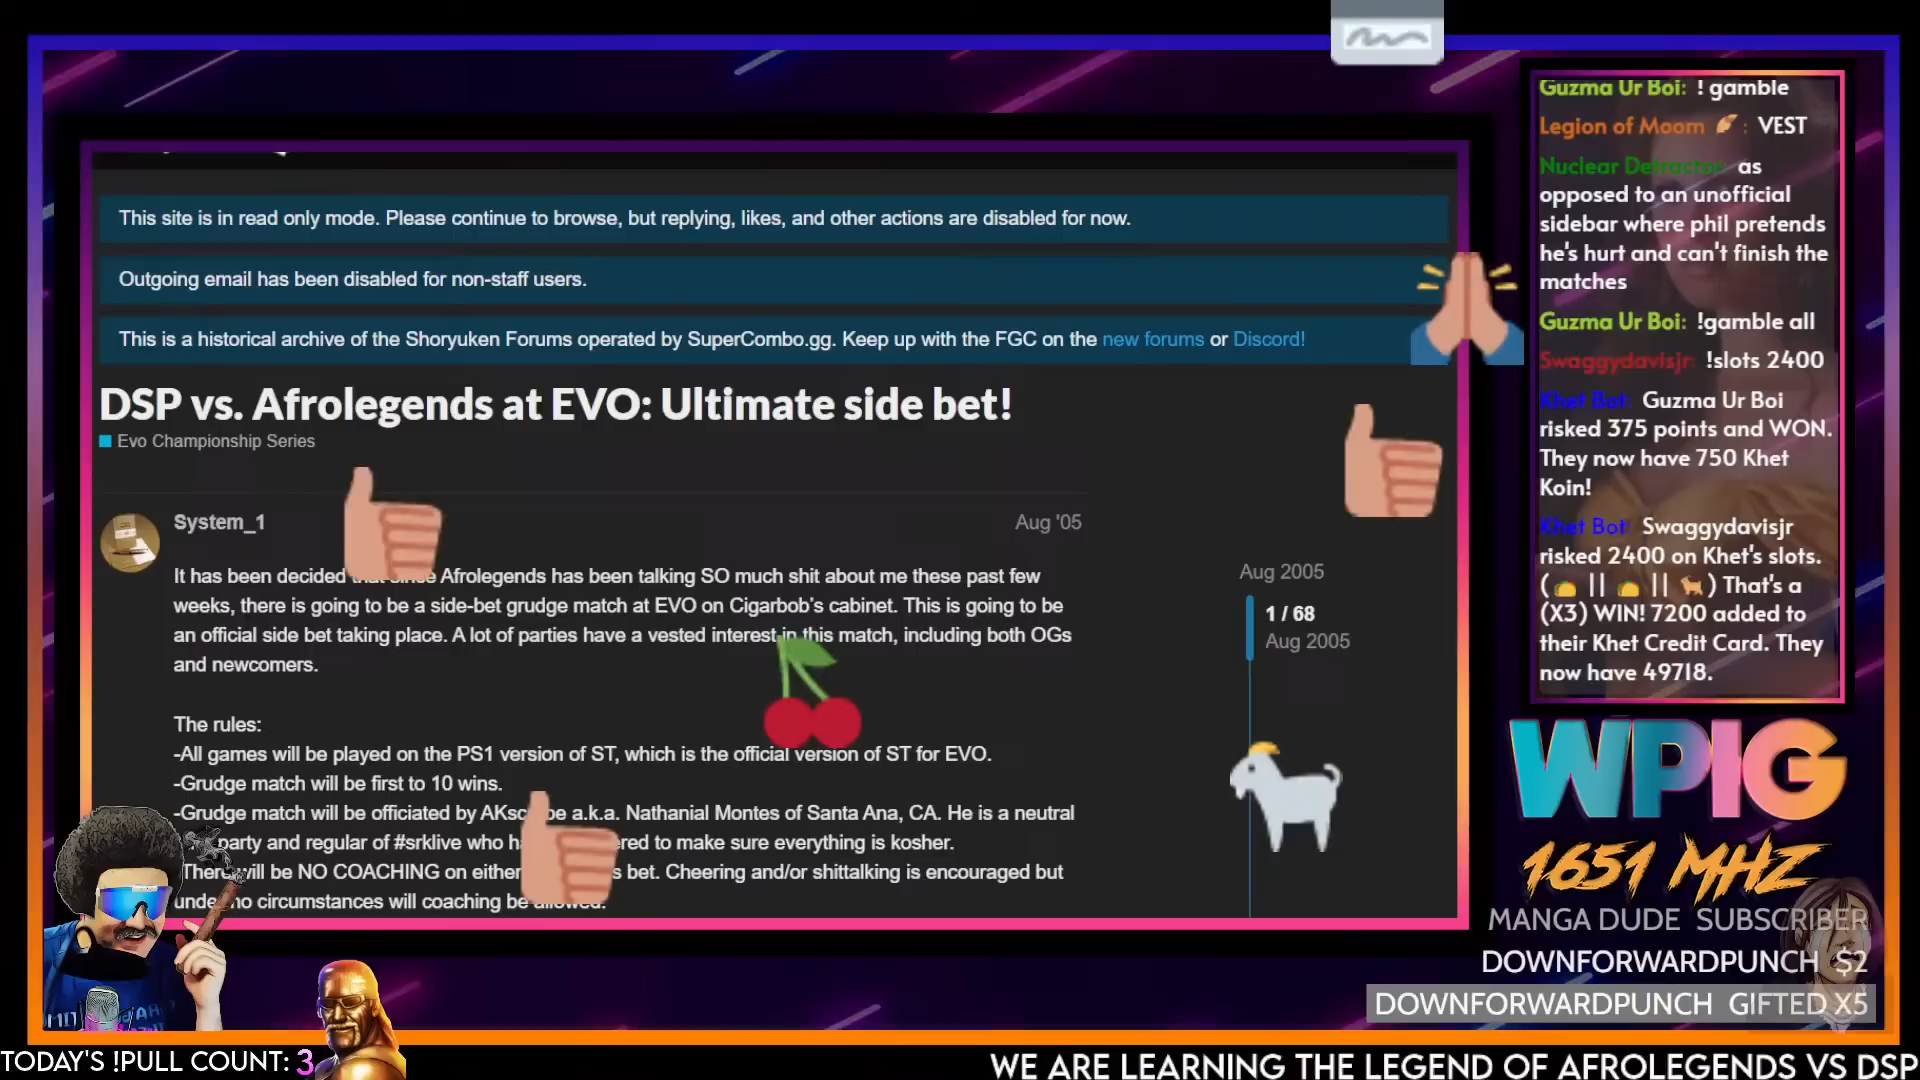 This site is in read only mode. Please continue to browse, but replying, likes, and other actions are disabled for now.
Outgoing email has been disabled for non-staff users.
This is a historical archive of the Shoryuken Forums operated by SuperCombo.gg. Keep up with the FGC on the new forums or Discord!
DSP vs. Afrolegends at EVO: Ultimate side bet!
Evo Championship Series
System_1
Aug '05
It has been decided Afrolegends has been talking SO much shit about me these past few
weeks, there is going to be a side-bet grudge match at EVO on Cigarbob's cabinet. This is going to be
an official side bet taking place. A lot of parties have a vested interest in this match, including both OGs
and newcomers.
The rules:
-All games will be played on the PS1 version of ST, which is the official version of ST for EVO.
-Grudge match will be first to 10 wins.
-Grudge match will be officiated by a.k.a. Nathanial Montes of Santa Ana, CA. He is a neutral
party and regular of #srklive who to make sure everything is kosher.
There will be NO COACHING on either bet. Cheering and/or shittalking is encouraged but
under no circumstances will coaching be allowed.
Aug 2005
1 / 68
Aug 2005
Guzma Ur Boi: ! gamble
Legion of Moom : VEST
Nuclear Detractor: as
opposed to an unofficial
sidebar where phil pretends
he's hurt and can't finish the
matches
Guzma Ur Boi: !gamble all
Swaggydavisjr: !slots 2400
Khet Bot: Guzma Ur Boi
risked 375 points and WON.
They now have 750 Khet
Koin!
Khet Bot: Swaggydavisjr
risked 2400 on Khet's slots.
( || || ) That's a
(X3) WIN! 7200 added to
their Khet Credit Card. They
now have 49718.
WPIG
1651 MHZ
MANGA DUDE SUBSCRIBER
DOWNFORWARDPUNCH $2
DOWNFORWARDPUNCH GIFTED X5
TODAY'S !PULL COUNT: 3
WE ARE LEARNING THE LEGEND OF AFROLEGENDS VS DSP